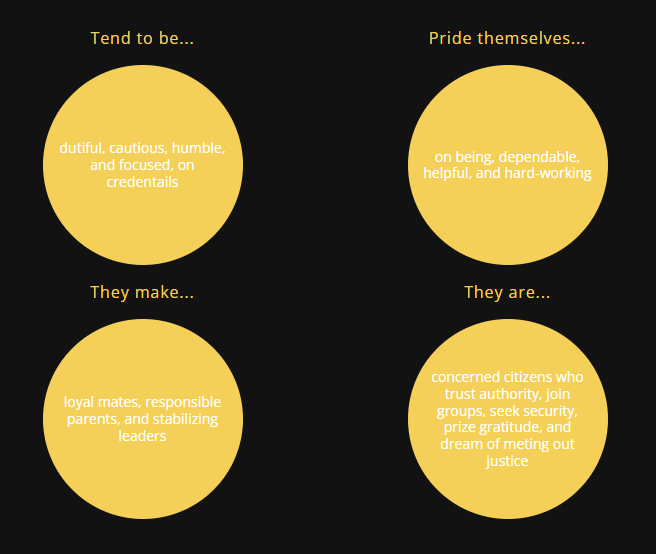 Tend to be...
dutiful, cautious, humble,
and focused, on
credentails
Pride themselves...
on being, dependable,
helpful, and hard-working
They make...
loyal mates, responsible
parents, and stabilizing
leaders
They are...
concerned citizens who
trust authority, join
groups, seek security,
prize gratitude, and
dream of meting out
justice